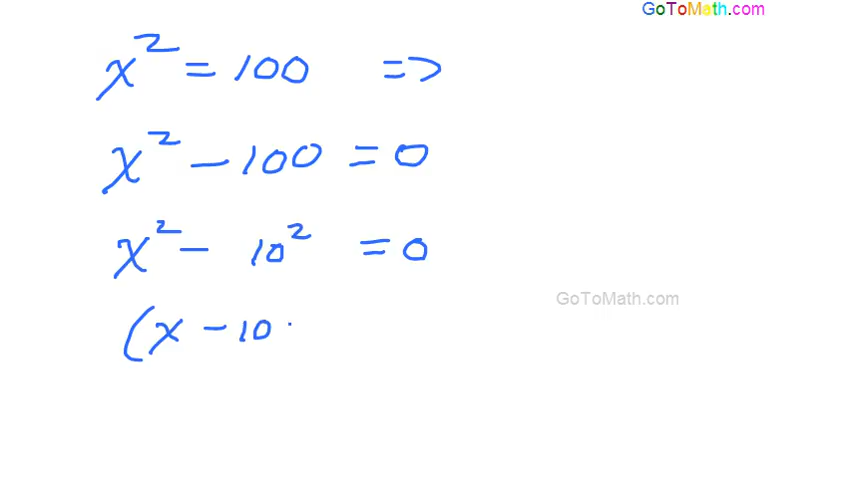 GoToMath.com
x² = 100 =>
x² - 100 = 0
x² - 10² = 0
(x - 10
GoToMath.com